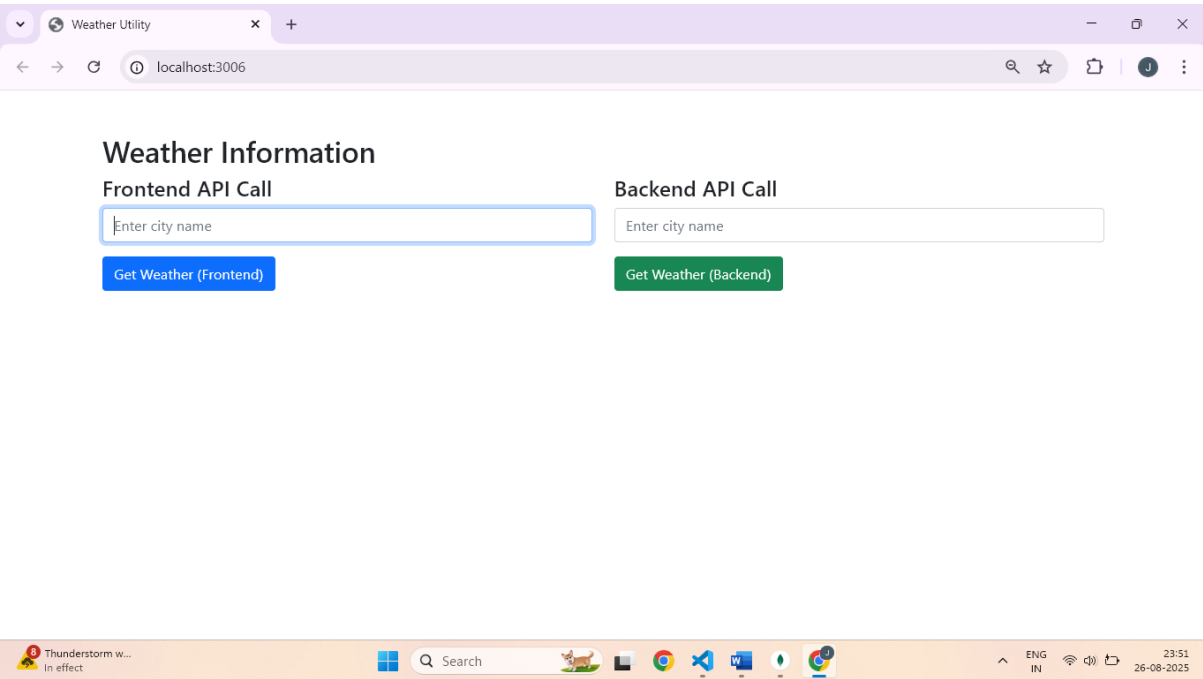 Weather Utility
localhost:3006
J
Weather Information
Frontend API Call
Backend API Call
Enter city name
Enter city name
Get Weather (Frontend)
Get Weather (Backend)
8
Thunderstorm w...
In effect
Search
W
J
ENG
IN
23:51
26-08-2025